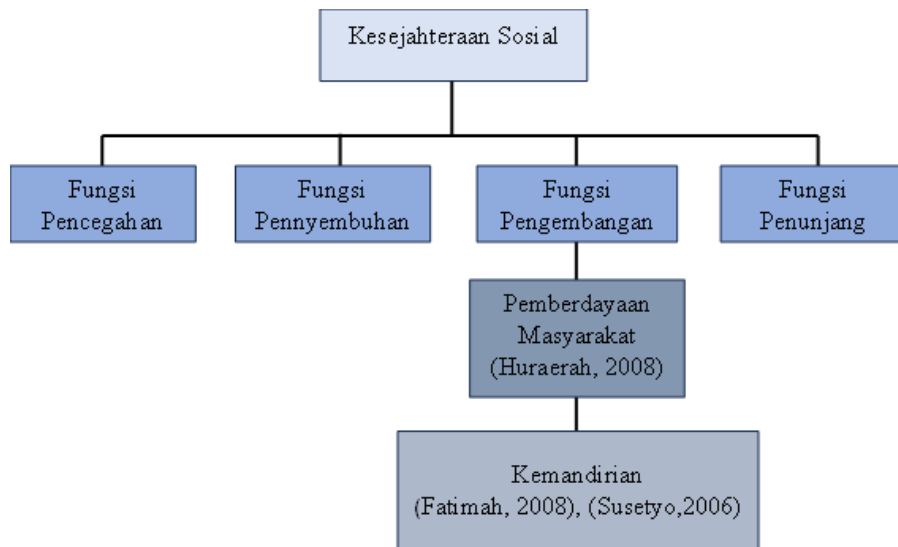 Kesejahteraan Sosial
Fungsi
Pencegahan
Fungsi
Pennyembuhan
Fungsi
Pengembangan
Fungsi
Penunjang
Pemberdayaan
Masyarakat
(Huraerah, 2008)
Kemandirian
(Fatimah, 2008), (Susetyo,2006)